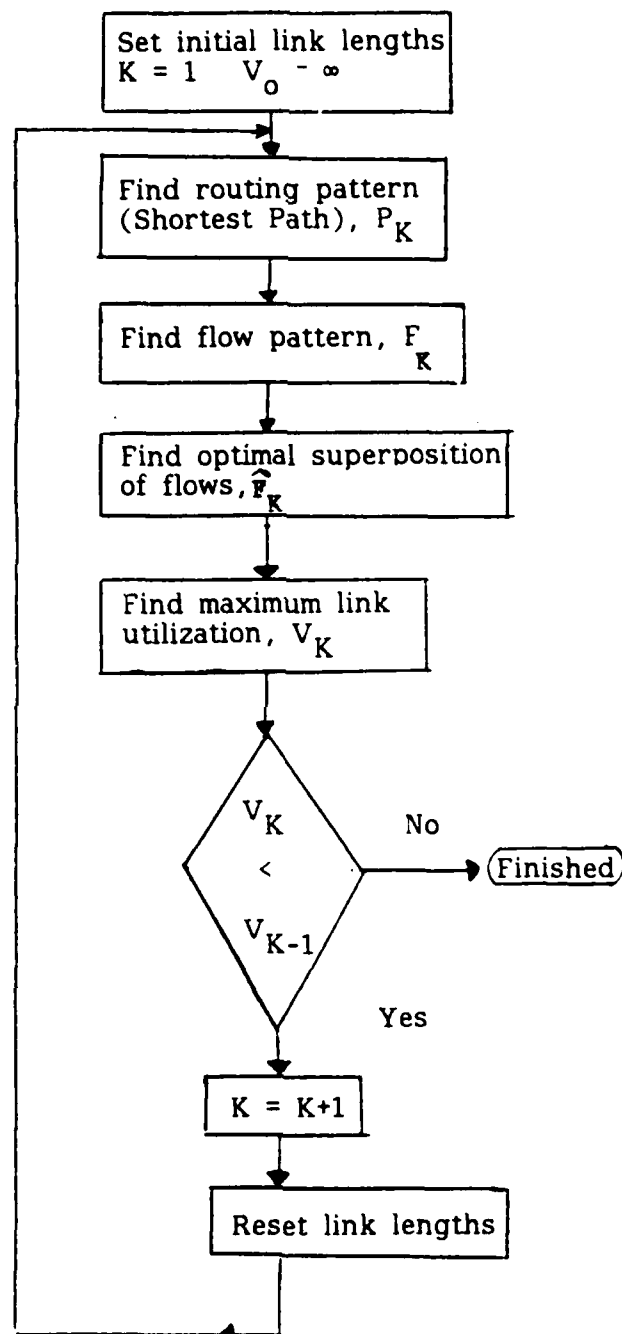 Set initial link lengths
K = 1 V_o - ∞
Find routing pattern
(Shortest Path), P_K
Find flow pattern, F_K
Find optimal superposition
of flows, F̂_K
Find maximum link
utilization, V_K
V_K
<
V_K-1
No
Finished
Yes
K = K+1
Reset link lengths